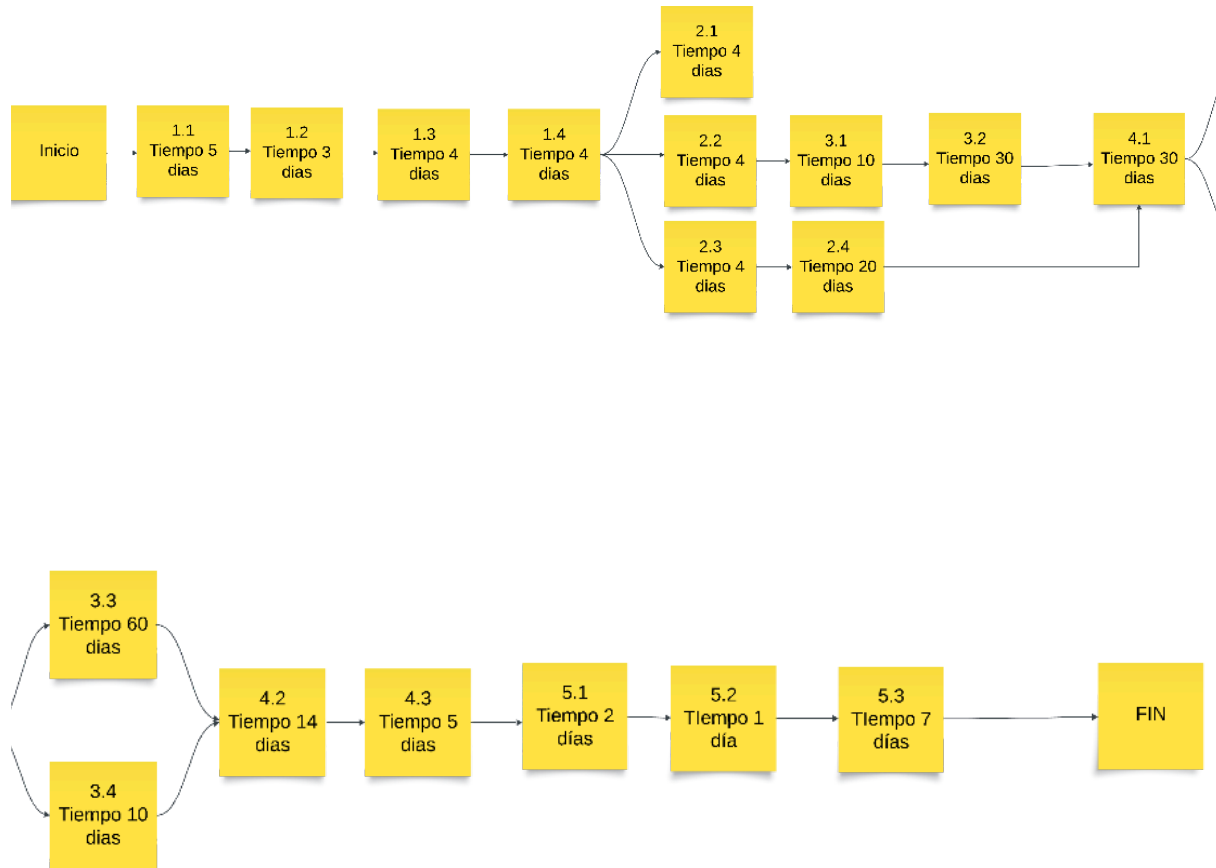 2.1
Tiempo 4
dias
Inicio
1.1
Tiempo 5
dias
1.2
Tiempo 3
dias
1.3
Tiempo 4
dias
1.4
Tiempo 4
dias
2.2
Tiempo 4
dias
3.1
Tiempo 10
dias
3.2
Tiempo 30
dias
4.1
Tiempo 30
dias
2.3
Tiempo 4
dias
2.4
Tiempo 20
dias
3.3
Tiempo 60
dias
4.2
Tiempo 14
dias
4.3
Tiempo 5
dias
5.1
Tiempo 2
días
5.2
TIempo 1
día
5.3
TIempo 7
días
FIN
3.4
Tiempo 10
dias